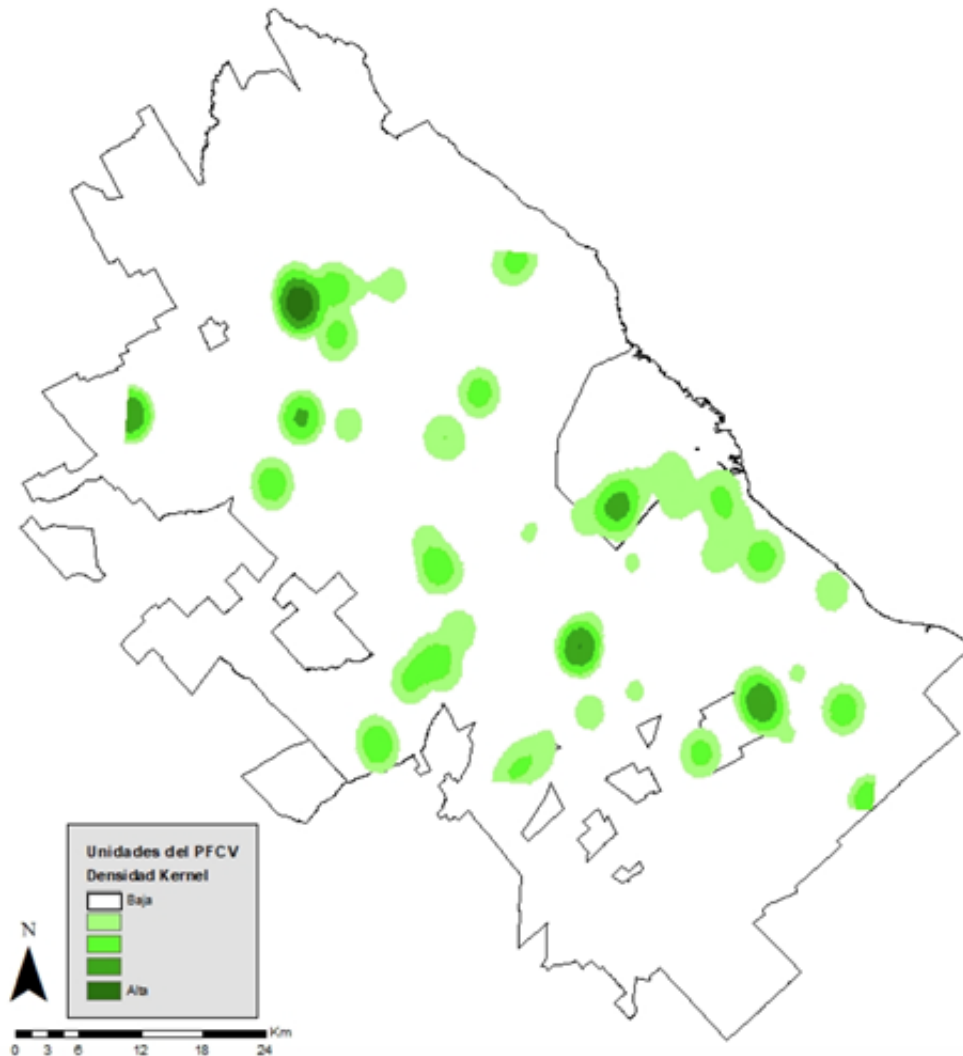 Unidades del PFCV
Densidad Kernel
Baja
Alta
N
Km
0 3 6 12 18 24